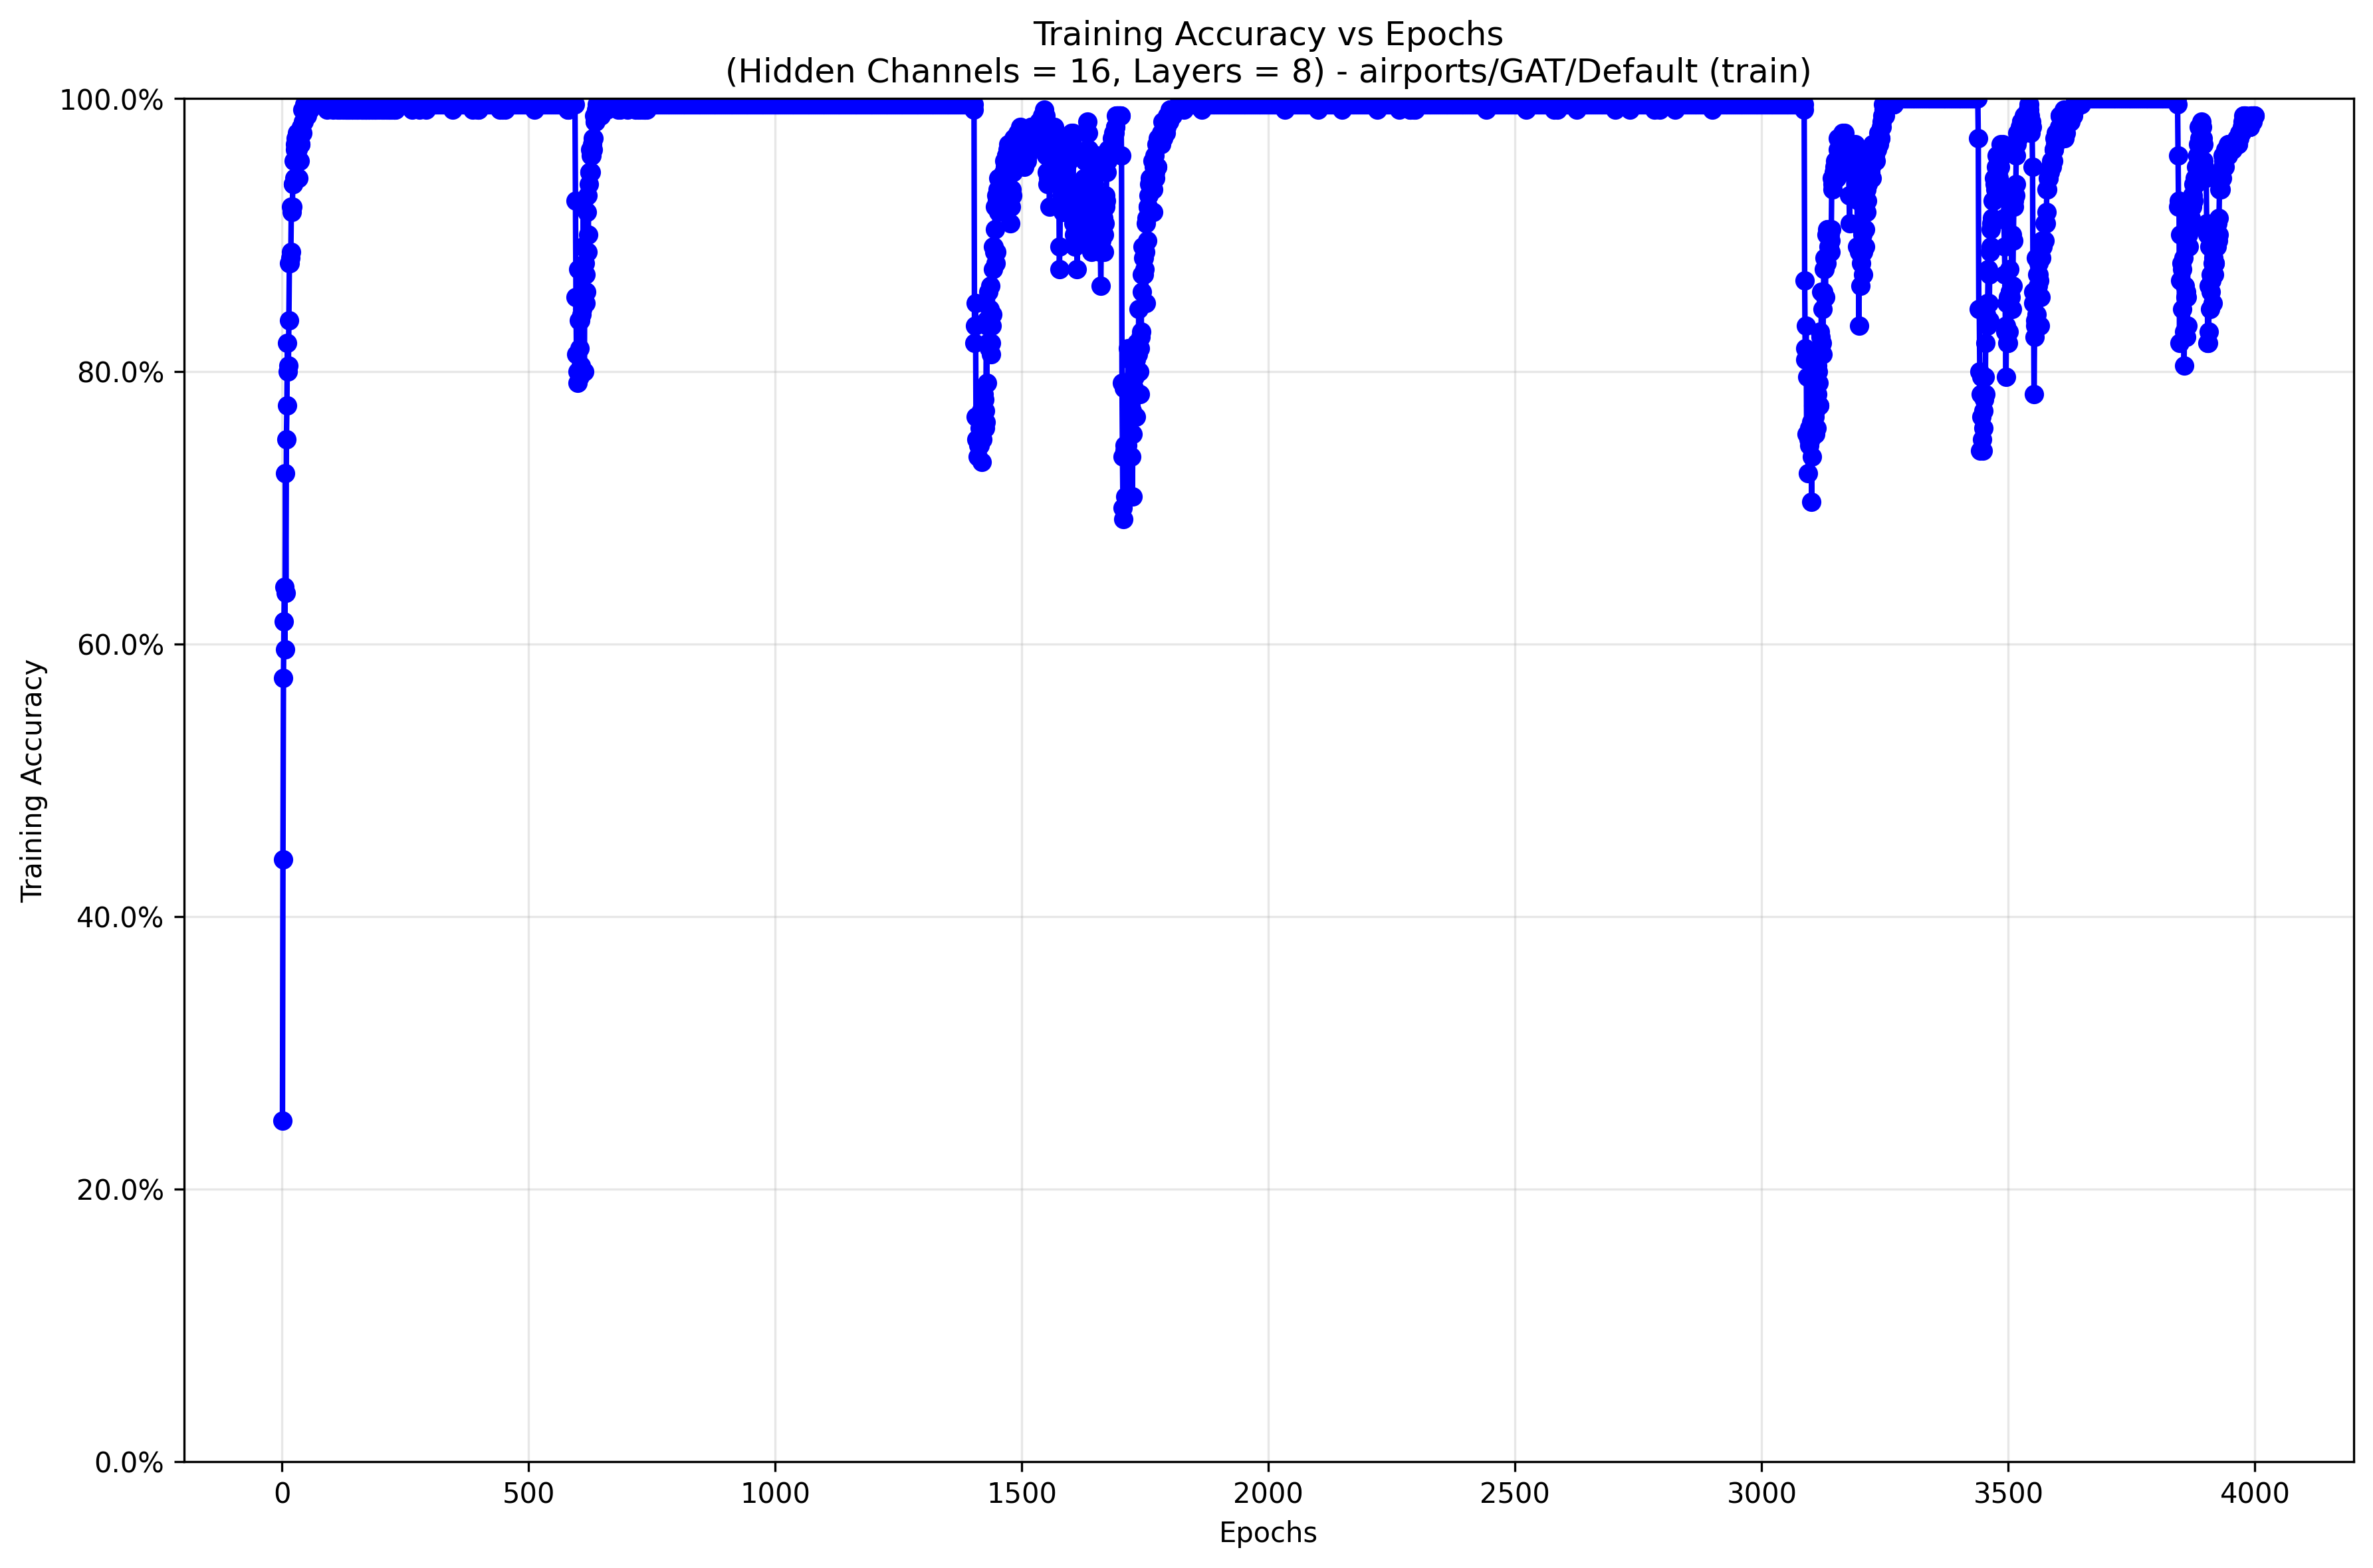 Training Accuracy vs Epochs
(Hidden Channels = 16, Layers = 8) - airports/GAT/Default (train)
Training Accuracy
100.0%
80.0%
60.0%
40.0%
20.0%
0.0%
0 500 1000 1500 2000 2500 3000 3500 4000
Epochs